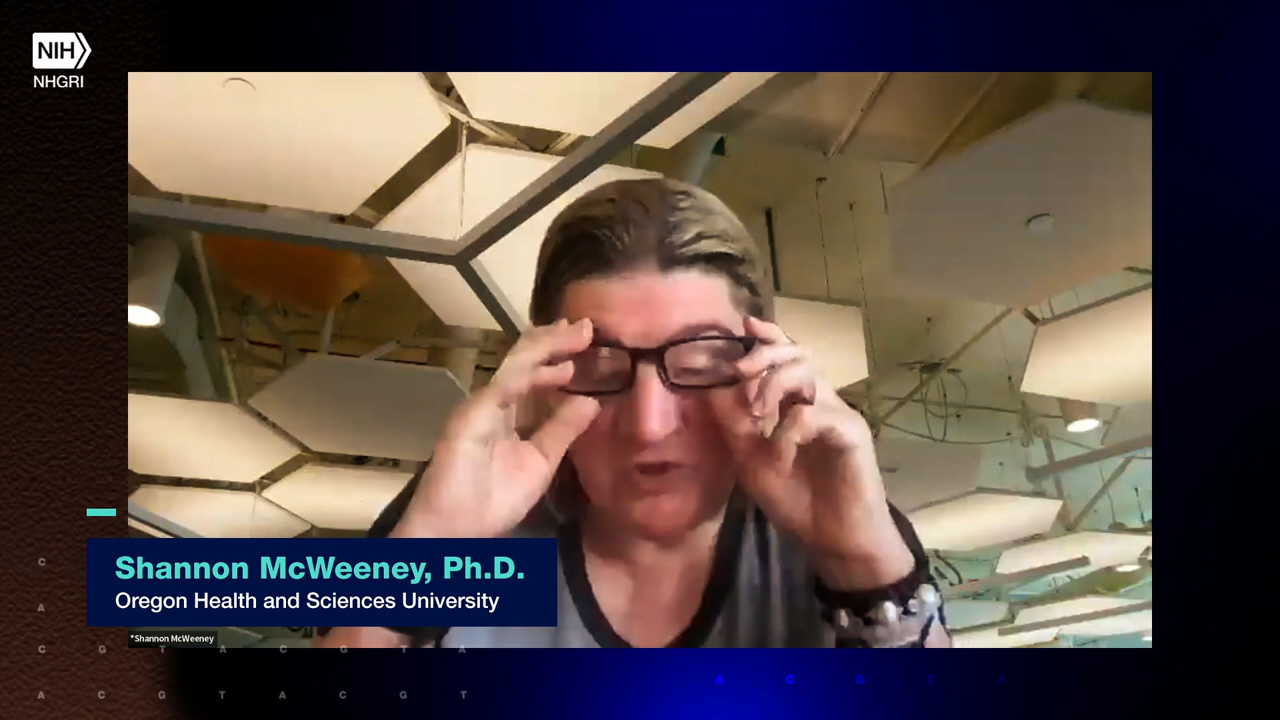 NIH
NHGRI
Shannon McWeeney, Ph.D.
Oregon Health and Sciences University
*Shannon McWeeney
C
A
C G T A C G T A
A C G T A C G T
A C G T A